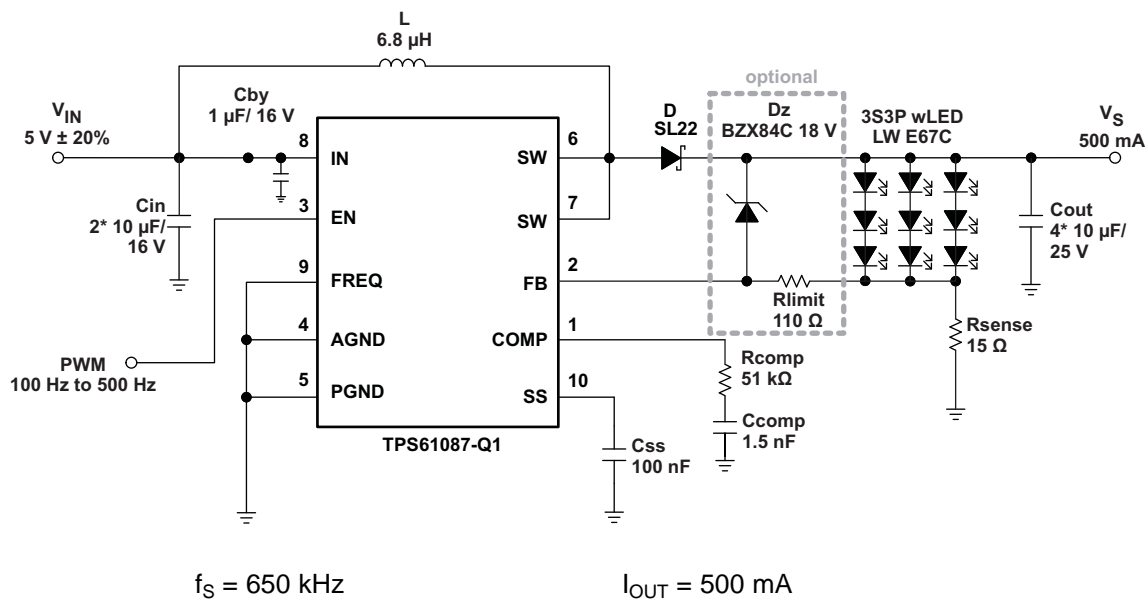 L
6.8 µH
optional
Cby
1 µF/ 16 V
VIN
5 V ± 20%
D
SL22
Dz
BZX84C 18 V
3S3P wLED
LW E67C
VS
500 mA
8
IN
6
SW
3
EN
7
SW
Cin
2* 10 µF/
16 V
Cout
4* 10 µF/
25 V
9
FREQ
2
FB
Rlimit
110 Ω
4
AGND
1
COMP
Rsense
15 Ω
PWM
100 Hz to 500 Hz
5
PGND
10
SS
Rcomp
51 kΩ
Ccomp
1.5 nF
TPS61087-Q1
Css
100 nF
fS = 650 kHz
IOUT = 500 mA